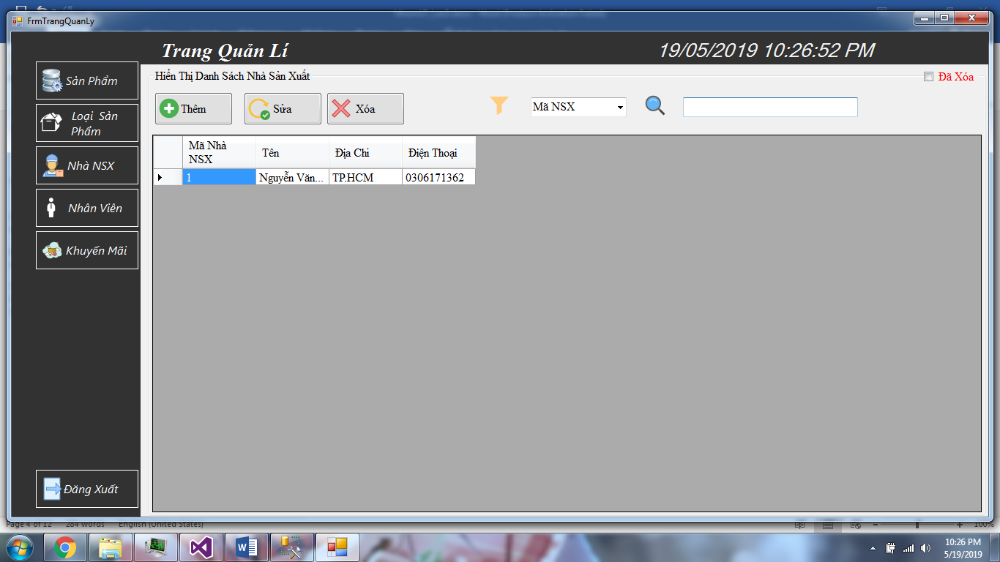 FrmTrangQuanLy
Trang Quản Lí
19/05/2019 10:26:52 PM
Sản Phẩm
Loại Sản
Phẩm
Nhà NSX
Nhân Viên
Khuyến Mãi
Đăng Xuất
Hiển Thị Danh Sách Nhà Sản Xuất
Đã Xóa
Thêm
Sửa
Xóa
Mã NSX
Mã Nhà
NSX
Tên
Địa Chỉ
Điện Thoại
1
Nguyễn Văn...
TP.HCM
0306171362
Page 4 of 12
284 words
English (United States)
100%
10:26 PM
5/19/2019